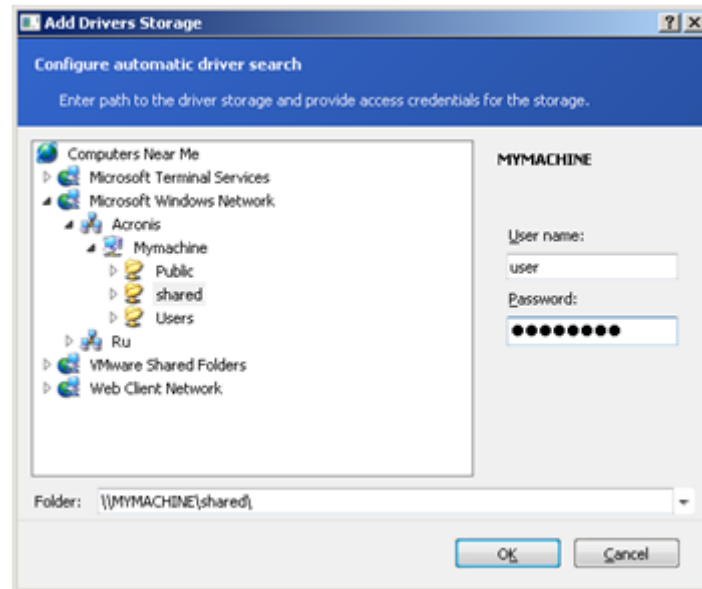 Add Drivers Storage
Configure automatic driver search
Enter path to the driver storage and provide access credentials for the storage.
Computers Near Me
Microsoft Terminal Services
Microsoft Windows Network
Acronis
Mymachine
Public
shared
Users
Ru
VMware Shared Folders
Web Client Network
MYMACHINE
User name:
user
Password:
●●●●●●●●
Folder: \\MYMACHINE\shared\
OK Cancel